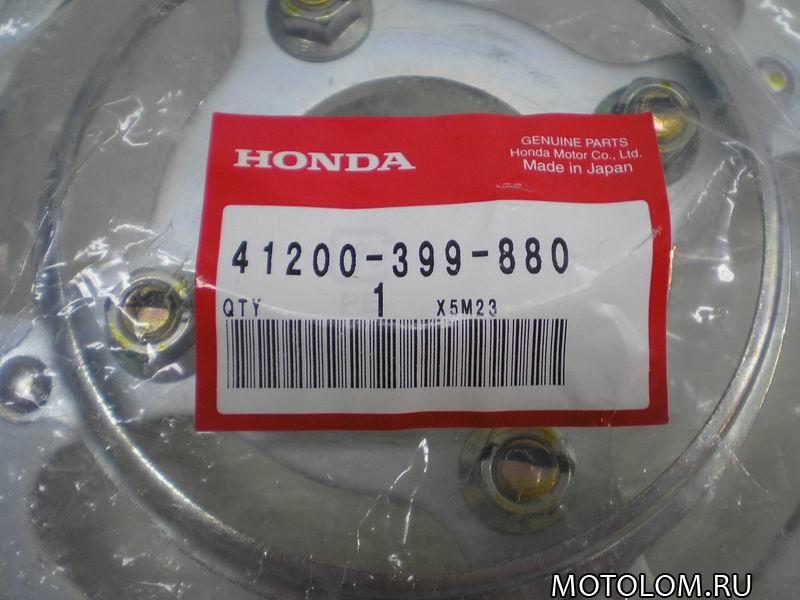 HONDA
GENUINE PARTS
Honda Motor Co., Ltd.
Made in Japan
41200-399-880
QTY 1 X5M23
MOTOLOM.RU